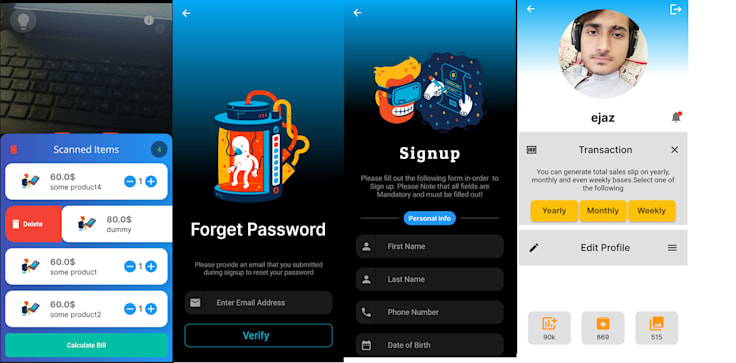 Scanned Items
4
60.0$
some product4
1
Delete
80.0$
dummy
60.0$
some product
1
60.0$
some product2
1
Calculate Bill
Forget Password
Please provide an email that you submitted
during signup to reset your password
Enter Email Address
Verify
Signup
Please fill out the following form in-order to
Sign up. Please Note that all fields are
Mandatory and must be filled out!
Personal Info
First Name
Last Name
Phone Number
Date of Birth
ejaz
Transaction
You can generate total sales slip on yearly,
monthly and even weekly bases.Select one of
the following
Yearly
Monthly
Weekly
Edit Profile
90k
869
515